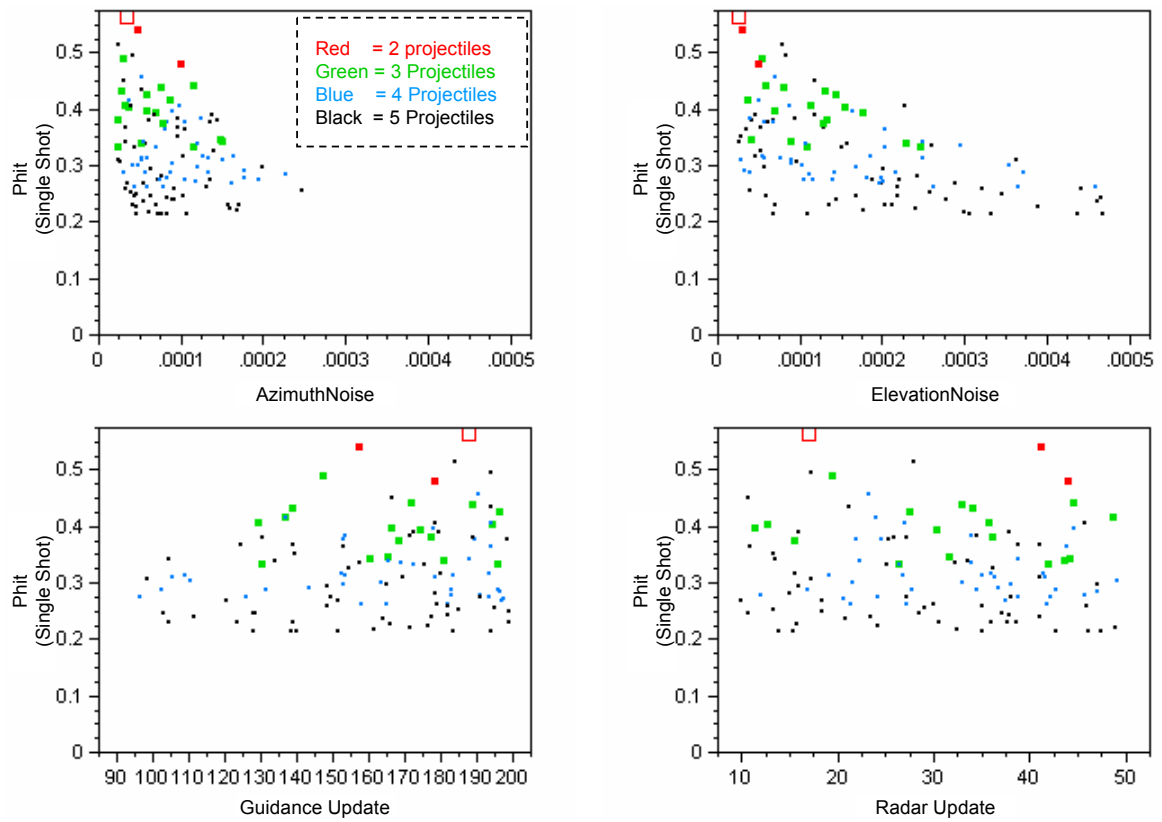 Phit
(Single Shot)
0.5
0.4
0.3
0.2
0.1
0
Red = 2 projectiles
Green = 3 Projectiles
Blue = 4 Projectiles
Black = 5 Projectiles
0 .0001 .0002 .0003 .0004 .0005
AzimuthNoise
Phit
(Single Shot)
0.5
0.4
0.3
0.2
0.1
0
0 .0001 .0002 .0003 .0004 .0005
ElevationNoise
Phit
(Single Shot)
0.5
0.4
0.3
0.2
0.1
0
90 100 110 120 130 140 150 160 170 180 190 200
Guidance Update
Phit
(Single Shot)
0.5
0.4
0.3
0.2
0.1
0
10 20 30 40 50
Radar Update